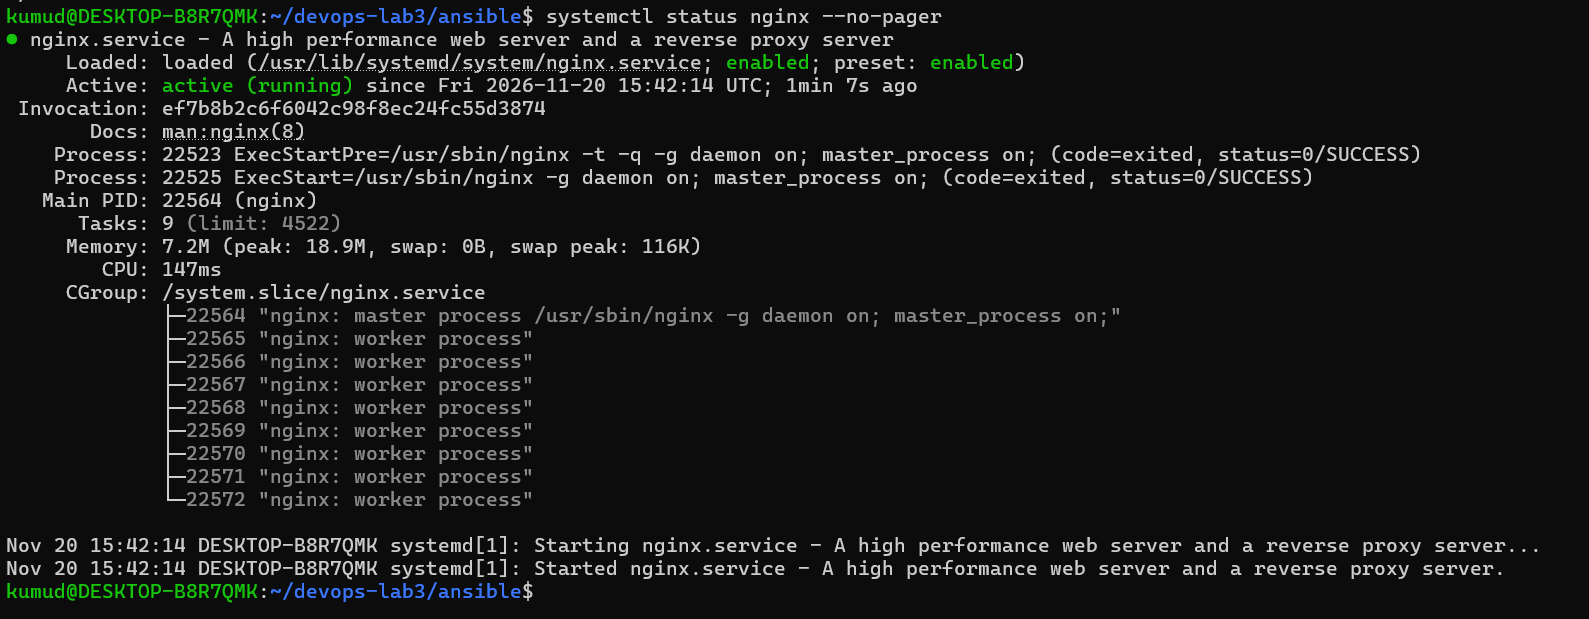 kumud@DESKTOP-B8R7QMK:~/devops-lab3/ansible$ systemctl status nginx --no-pager
● nginx.service - A high performance web server and a reverse proxy server
     Loaded: loaded (/usr/lib/systemd/system/nginx.service; enabled; preset: enabled)
     Active: active (running) since Fri 2026-11-20 15:42:14 UTC; 1min 7s ago
 Invocation: ef7b8b2c6f6042c98f8ec24fc55d3874
       Docs: man:nginx(8)
    Process: 22523 ExecStartPre=/usr/sbin/nginx -t -q -g daemon on; master_process on; (code=exited, status=0/SUCCESS)
    Process: 22525 ExecStart=/usr/sbin/nginx -g daemon on; master_process on; (code=exited, status=0/SUCCESS)
   Main PID: 22564 (nginx)
      Tasks: 9 (limit: 4522)
     Memory: 7.2M (peak: 18.9M, swap: 0B, swap peak: 116K)
        CPU: 147ms
     CGroup: /system.slice/nginx.service
             ├─22564 "nginx: master process /usr/sbin/nginx -g daemon on; master_process on;"
             ├─22565 "nginx: worker process"
             ├─22566 "nginx: worker process"
             ├─22567 "nginx: worker process"
             ├─22568 "nginx: worker process"
             ├─22569 "nginx: worker process"
             ├─22570 "nginx: worker process"
             ├─22571 "nginx: worker process"
             └─22572 "nginx: worker process"

Nov 20 15:42:14 DESKTOP-B8R7QMK systemd[1]: Starting nginx.service - A high performance web server and a reverse proxy server...
Nov 20 15:42:14 DESKTOP-B8R7QMK systemd[1]: Started nginx.service - A high performance web server and a reverse proxy server.
kumud@DESKTOP-B8R7QMK:~/devops-lab3/ansible$